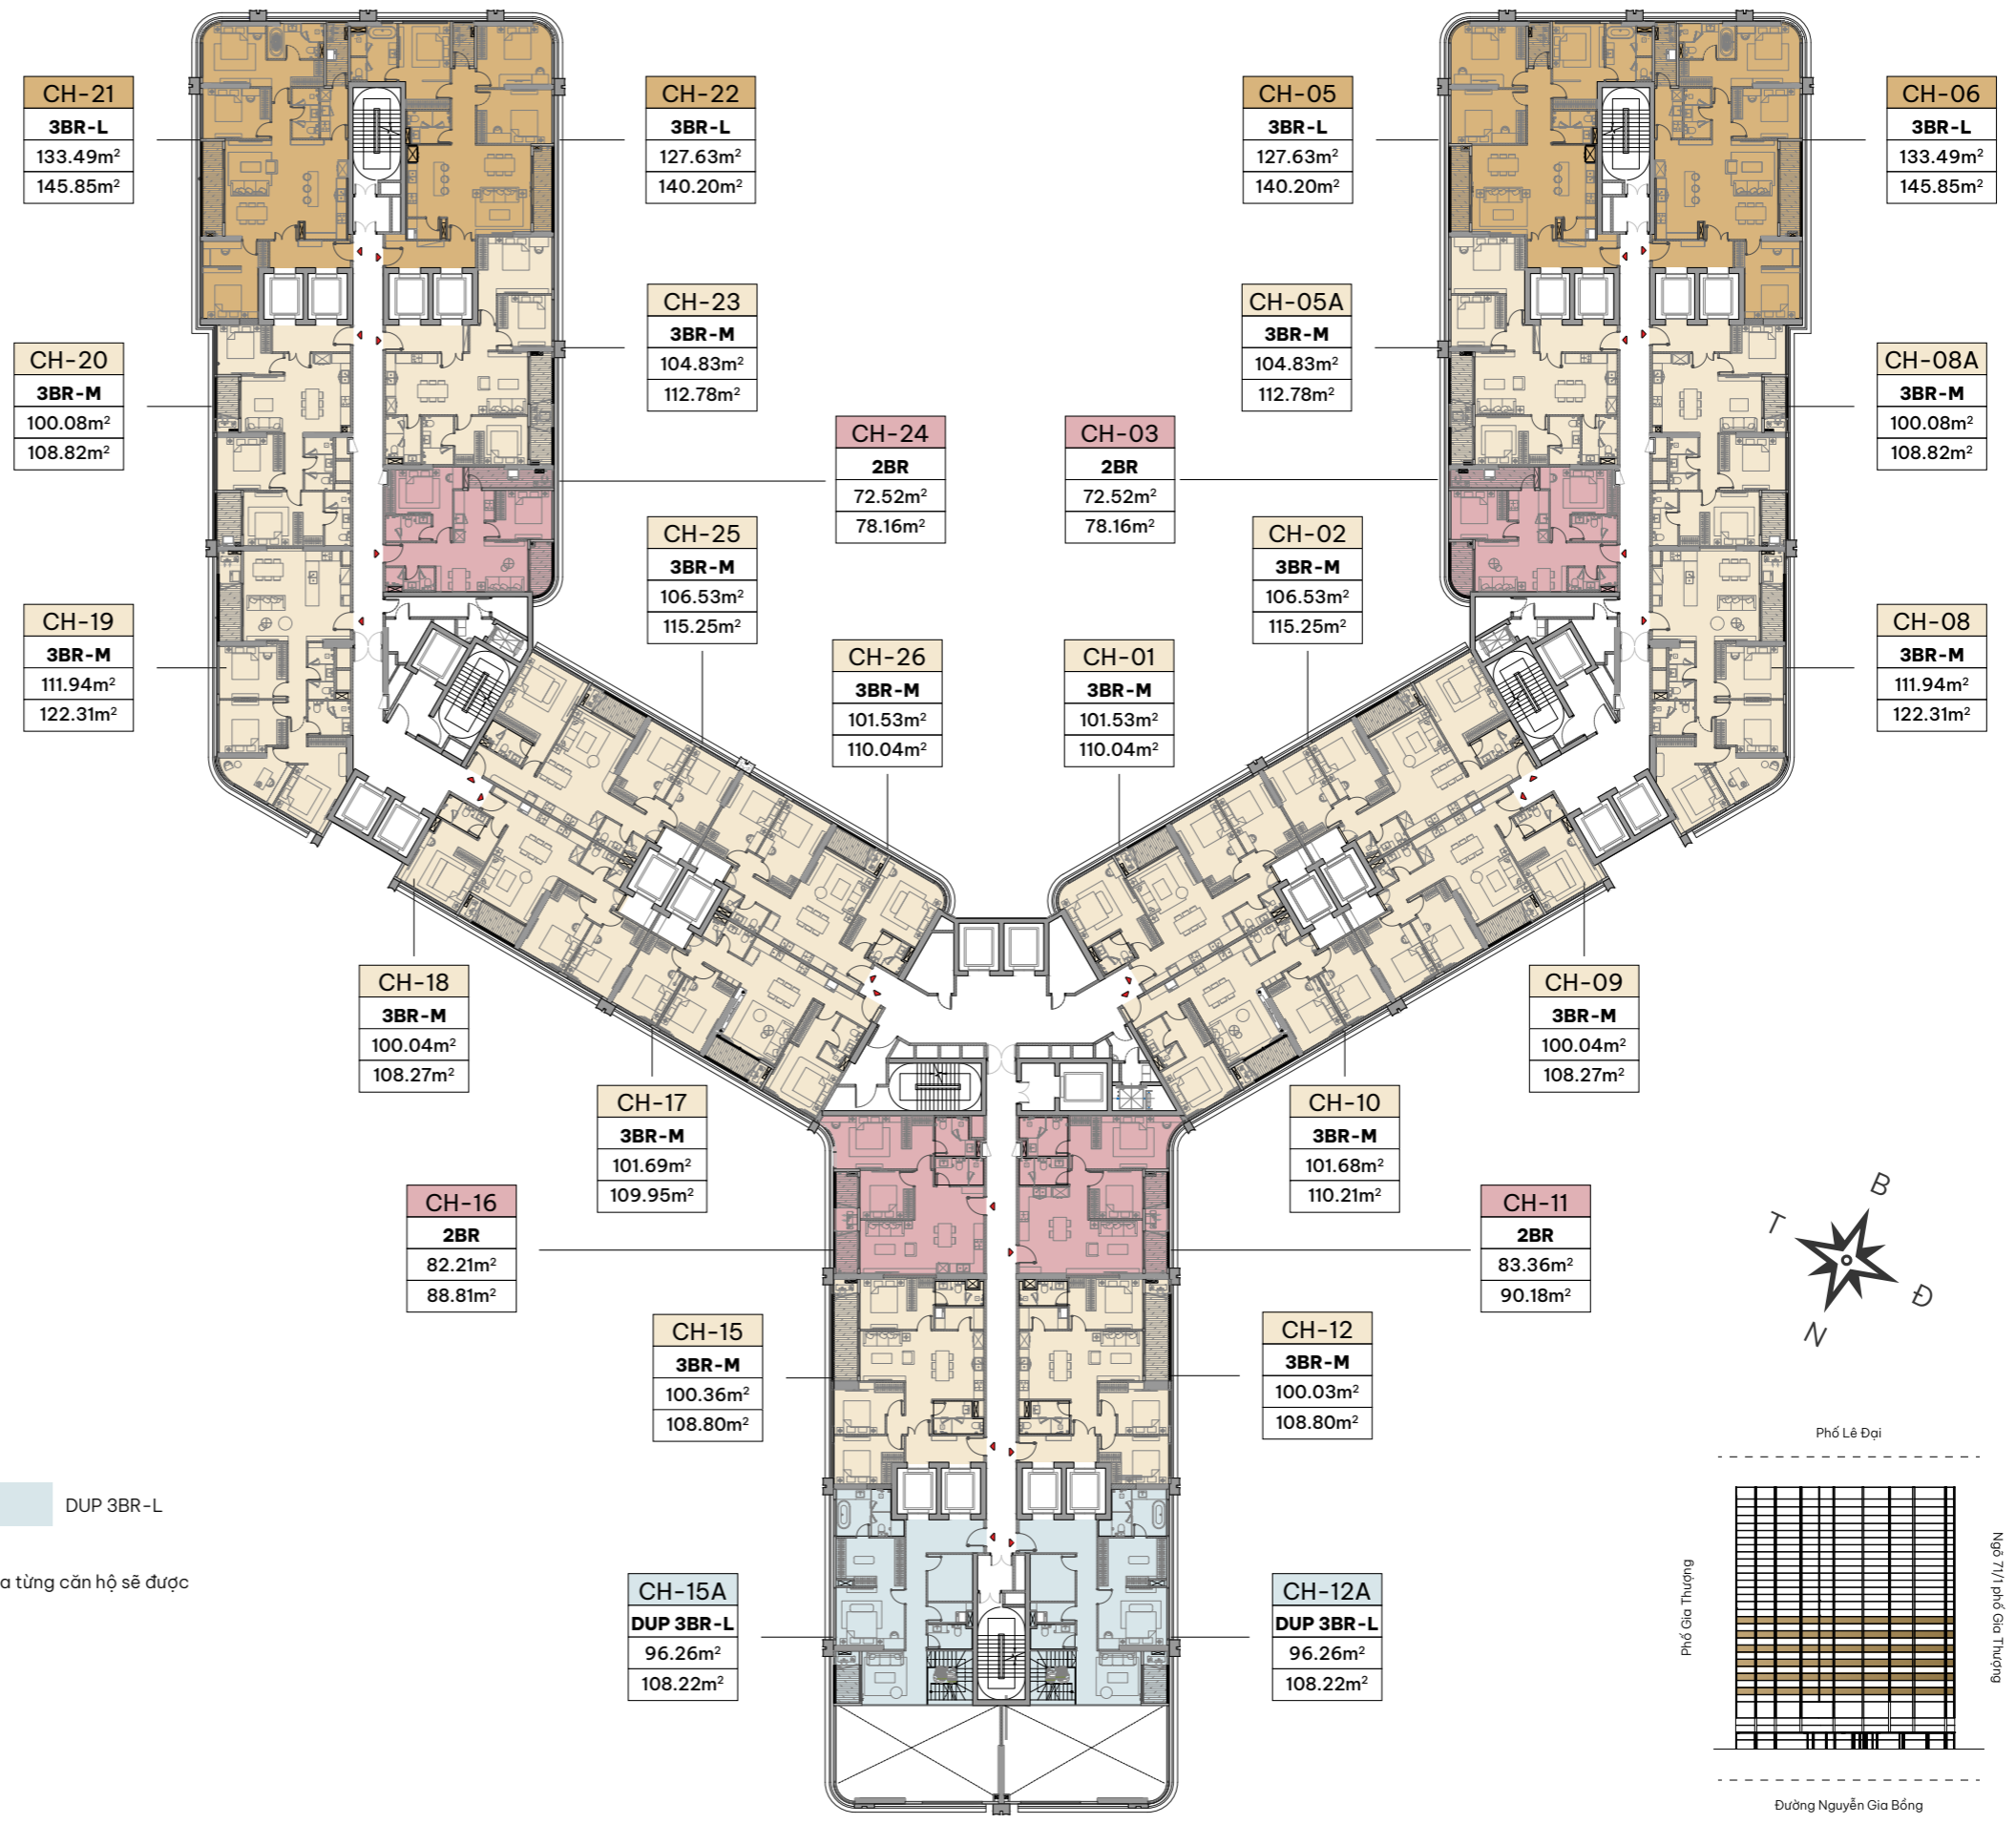 CH-21
3BR-L
133.49m²
145.85m²
CH-22
3BR-L
127.63m²
140.20m²
CH-05
3BR-L
127.63m²
140.20m²
CH-06
3BR-L
133.49m²
145.85m²
CH-23
3BR-M
104.83m²
112.78m²
CH-05A
3BR-M
104.83m²
112.78m²
CH-20
3BR-M
100.08m²
108.82m²
CH-08A
3BR-M
100.08m²
108.82m²
CH-24
2BR
72.52m²
78.16m²
CH-03
2BR
72.52m²
78.16m²
CH-25
3BR-M
106.53m²
115.25m²
CH-02
3BR-M
106.53m²
115.25m²
CH-19
3BR-M
111.94m²
122.31m²
CH-08
3BR-M
111.94m²
122.31m²
CH-26
3BR-M
101.53m²
110.04m²
CH-01
3BR-M
101.53m²
110.04m²
CH-18
3BR-M
100.04m²
108.27m²
CH-09
3BR-M
100.04m²
108.27m²
CH-17
3BR-M
101.69m²
109.95m²
CH-10
3BR-M
101.68m²
110.21m²
CH-16
2BR
82.21m²
88.81m²
CH-11
2BR
83.36m²
90.18m²
B
T
Đ
N
CH-15
3BR-M
100.36m²
108.80m²
CH-12
3BR-M
100.03m²
108.80m²
Phố Lê Đại
DUP 3BR-L
a từng căn hộ sẽ được
CH-15A
DUP 3BR-L
96.26m²
108.22m²
CH-12A
DUP 3BR-L
96.26m²
108.22m²
Phố Gia Thượng
Ngõ 71/1 phố Gia Thượng
Đường Nguyễn Gia Bồng